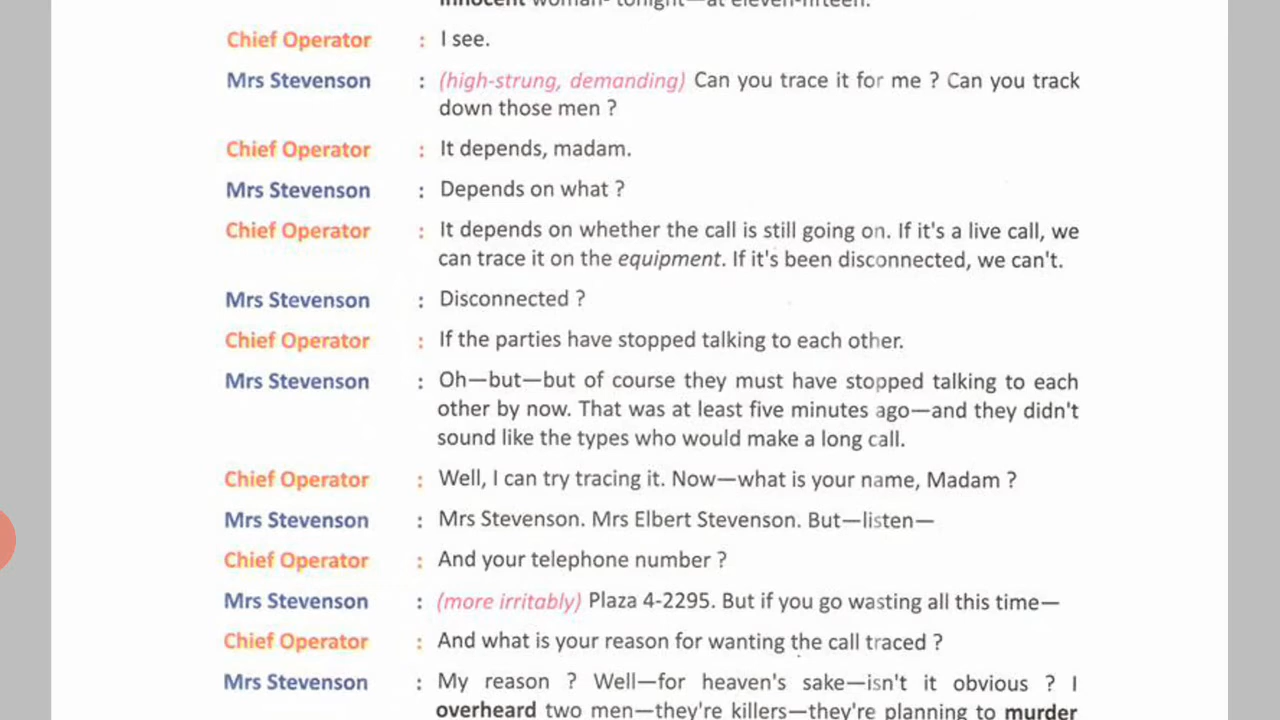 innocent woman- tonight—at eleven-fifteen.
Chief Operator : I see.
Mrs Stevenson : (high-strung, demanding) Can you trace it for me ? Can you track
down those men ?
Chief Operator : It depends, madam.
Mrs Stevenson : Depends on what ?
Chief Operator : It depends on whether the call is still going on. If it's a live call, we
can trace it on the equipment. If it's been disconnected, we can't.
Mrs Stevenson : Disconnected ?
Chief Operator : If the parties have stopped talking to each other.
Mrs Stevenson : Oh—but—but of course they must have stopped talking to each
other by now. That was at least five minutes ago—and they didn't
sound like the types who would make a long call.
Chief Operator : Well, I can try tracing it. Now—what is your name, Madam ?
Mrs Stevenson : Mrs Stevenson. Mrs Elbert Stevenson. But—listen—
Chief Operator : And your telephone number ?
Mrs Stevenson : (more irritably) Plaza 4-2295. But if you go wasting all this time—
Chief Operator : And what is your reason for wanting the call traced ?
Mrs Stevenson : My reason ? Well—for heaven's sake—isn't it obvious ? I
overheard two men—they're killers—they're planning to murder